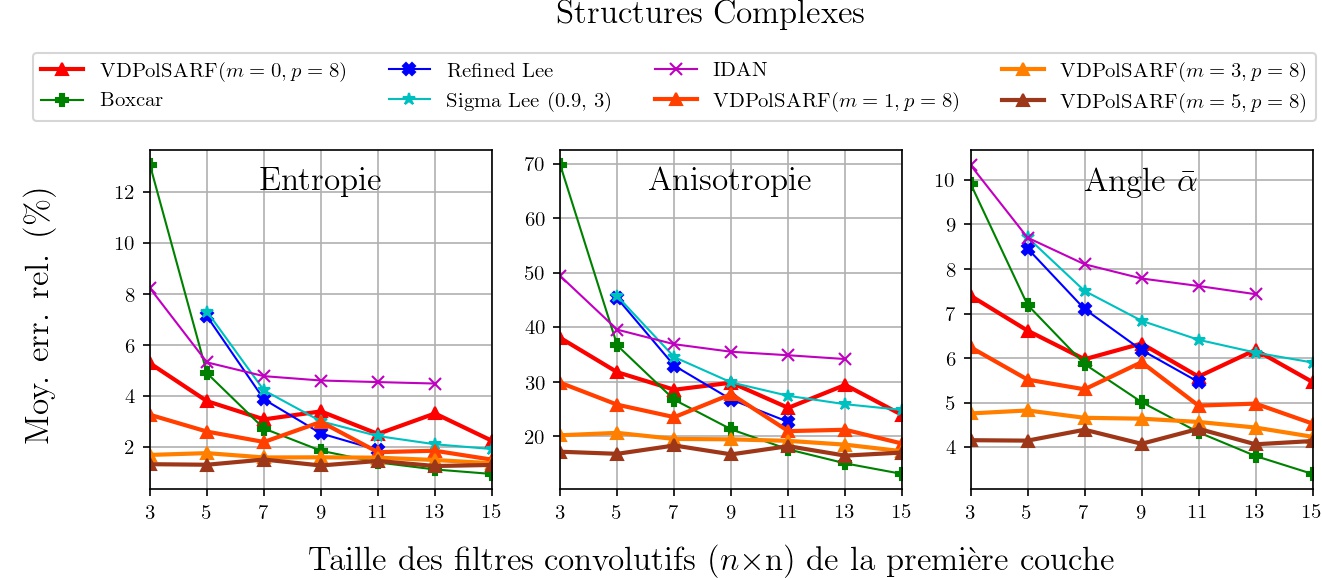 Structures Complexes
VDPolSARF(m = 0, p = 8)
Refined Lee
IDAN
VDPolSARF(m = 3, p = 8)
Boxcar
Sigma Lee (0.9, 3)
VDPolSARF(m = 1, p = 8)
VDPolSARF(m = 5, p = 8)
Moy. err. rel. (%)
Entropie
12
10
8
6
4
2
3 5 7 9 11 13 15
Anisotropie
70
60
50
40
30
20
3 5 7 9 11 13 15
Angle ᾱ
10
9
8
7
6
5
4
3 5 7 9 11 13 15
Taille des filtres convolutifs (n×n) de la première couche